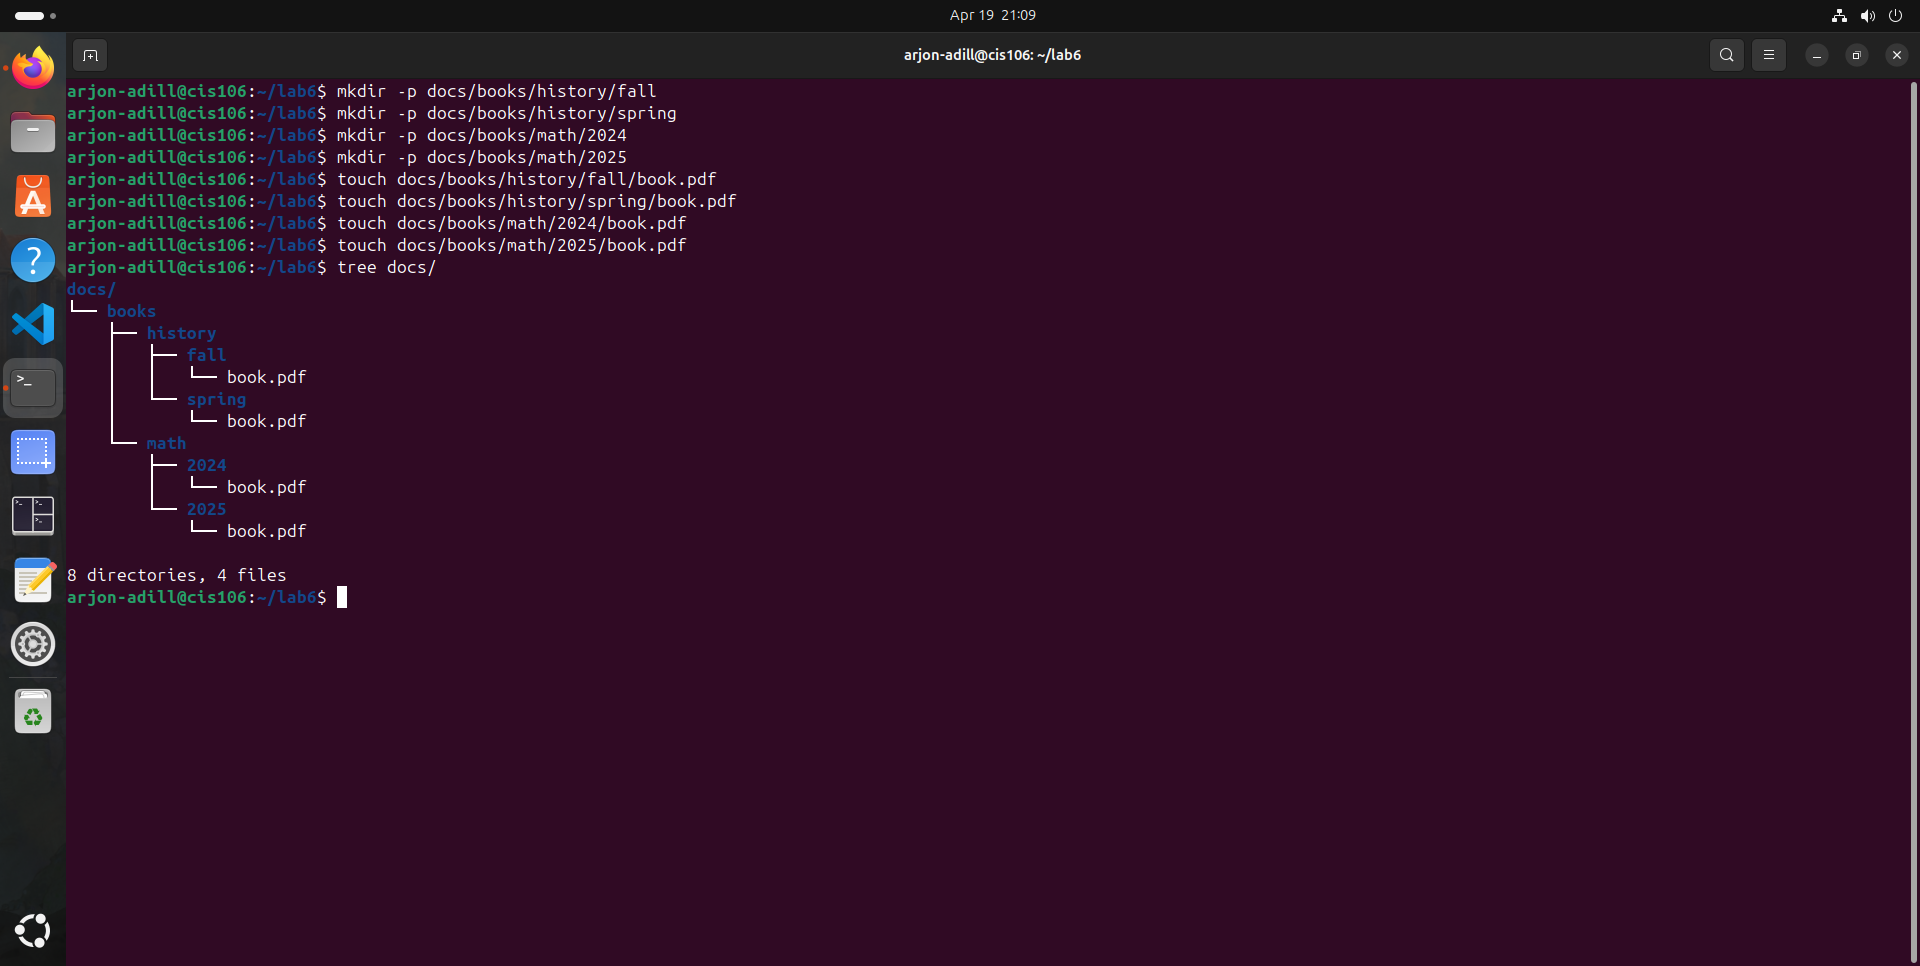 Apr 19 21:09
arjon-adill@cis106: ~/lab6
arjon-adill@cis106:~/lab6$ mkdir -p docs/books/history/fall
arjon-adill@cis106:~/lab6$ mkdir -p docs/books/history/spring
arjon-adill@cis106:~/lab6$ mkdir -p docs/books/math/2024
arjon-adill@cis106:~/lab6$ mkdir -p docs/books/math/2025
arjon-adill@cis106:~/lab6$ touch docs/books/history/fall/book.pdf
arjon-adill@cis106:~/lab6$ touch docs/books/history/spring/book.pdf
arjon-adill@cis106:~/lab6$ touch docs/books/math/2024/book.pdf
arjon-adill@cis106:~/lab6$ touch docs/books/math/2025/book.pdf
arjon-adill@cis106:~/lab6$ tree docs/
docs/
└── books
    ├── history
    │   ├── fall
    │   │   └── book.pdf
    │   └── spring
    │       └── book.pdf
    └── math
        ├── 2024
        │   └── book.pdf
        └── 2025
            └── book.pdf

8 directories, 4 files
arjon-adill@cis106:~/lab6$